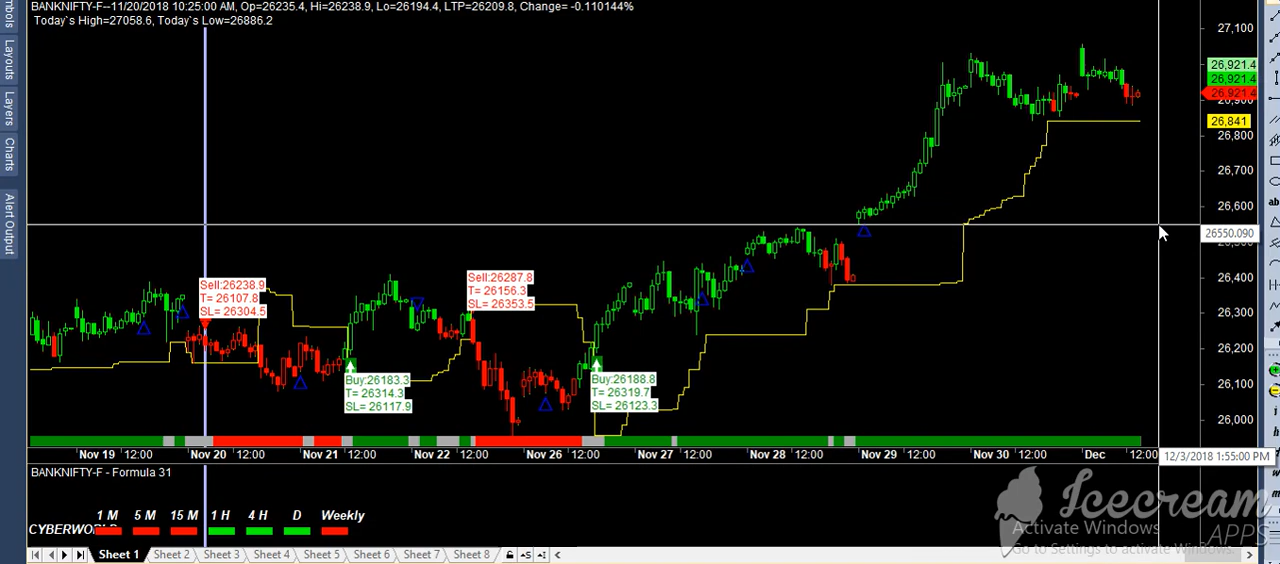 BANKNIFTY-F--11/20/2018 10:25:00 AM, Op=26235.4, Hi=26238.9, Lo=26194.4, LTP=26209.8, Change= -0.110144%
Today`s High=27058.6, Today`s Low=26886.2
Layouts
Layers
Charts
Alert Output
27,100
26,921.4
26,921.4
26,921.4
26,841
26,800
26,700
26,600
26550.090
26,400
26,300
26,200
26,100
26,000
Sell:26238.9
T= 26107.8
SL= 26304.5
Buy:26183.3
T= 26314.3
SL= 26117.9
Sell:26287.8
T= 26156.3
SL= 26353.5
Buy:26188.8
T= 26319.7
SL= 26123.3
Nov 19 12:00 Nov 20 12:00 Nov 21 12:00 Nov 22 12:00 Nov 26 12:00 Nov 27 12:00 Nov 28 12:00 Nov 29 12:00 Nov 30 12:00 Dec 12:00
12/3/2018 1:55:00 PM
BANKNIFTY-F - Formula 31
1 M 5 M 15 M 1 H 4 H D Weekly
Icecream
APPS
Activate Windows
Go to Settings to activate Windows.
Sheet 1 Sheet 2 Sheet 3 Sheet 4 Sheet 5 Sheet 6 Sheet 7 Sheet 8